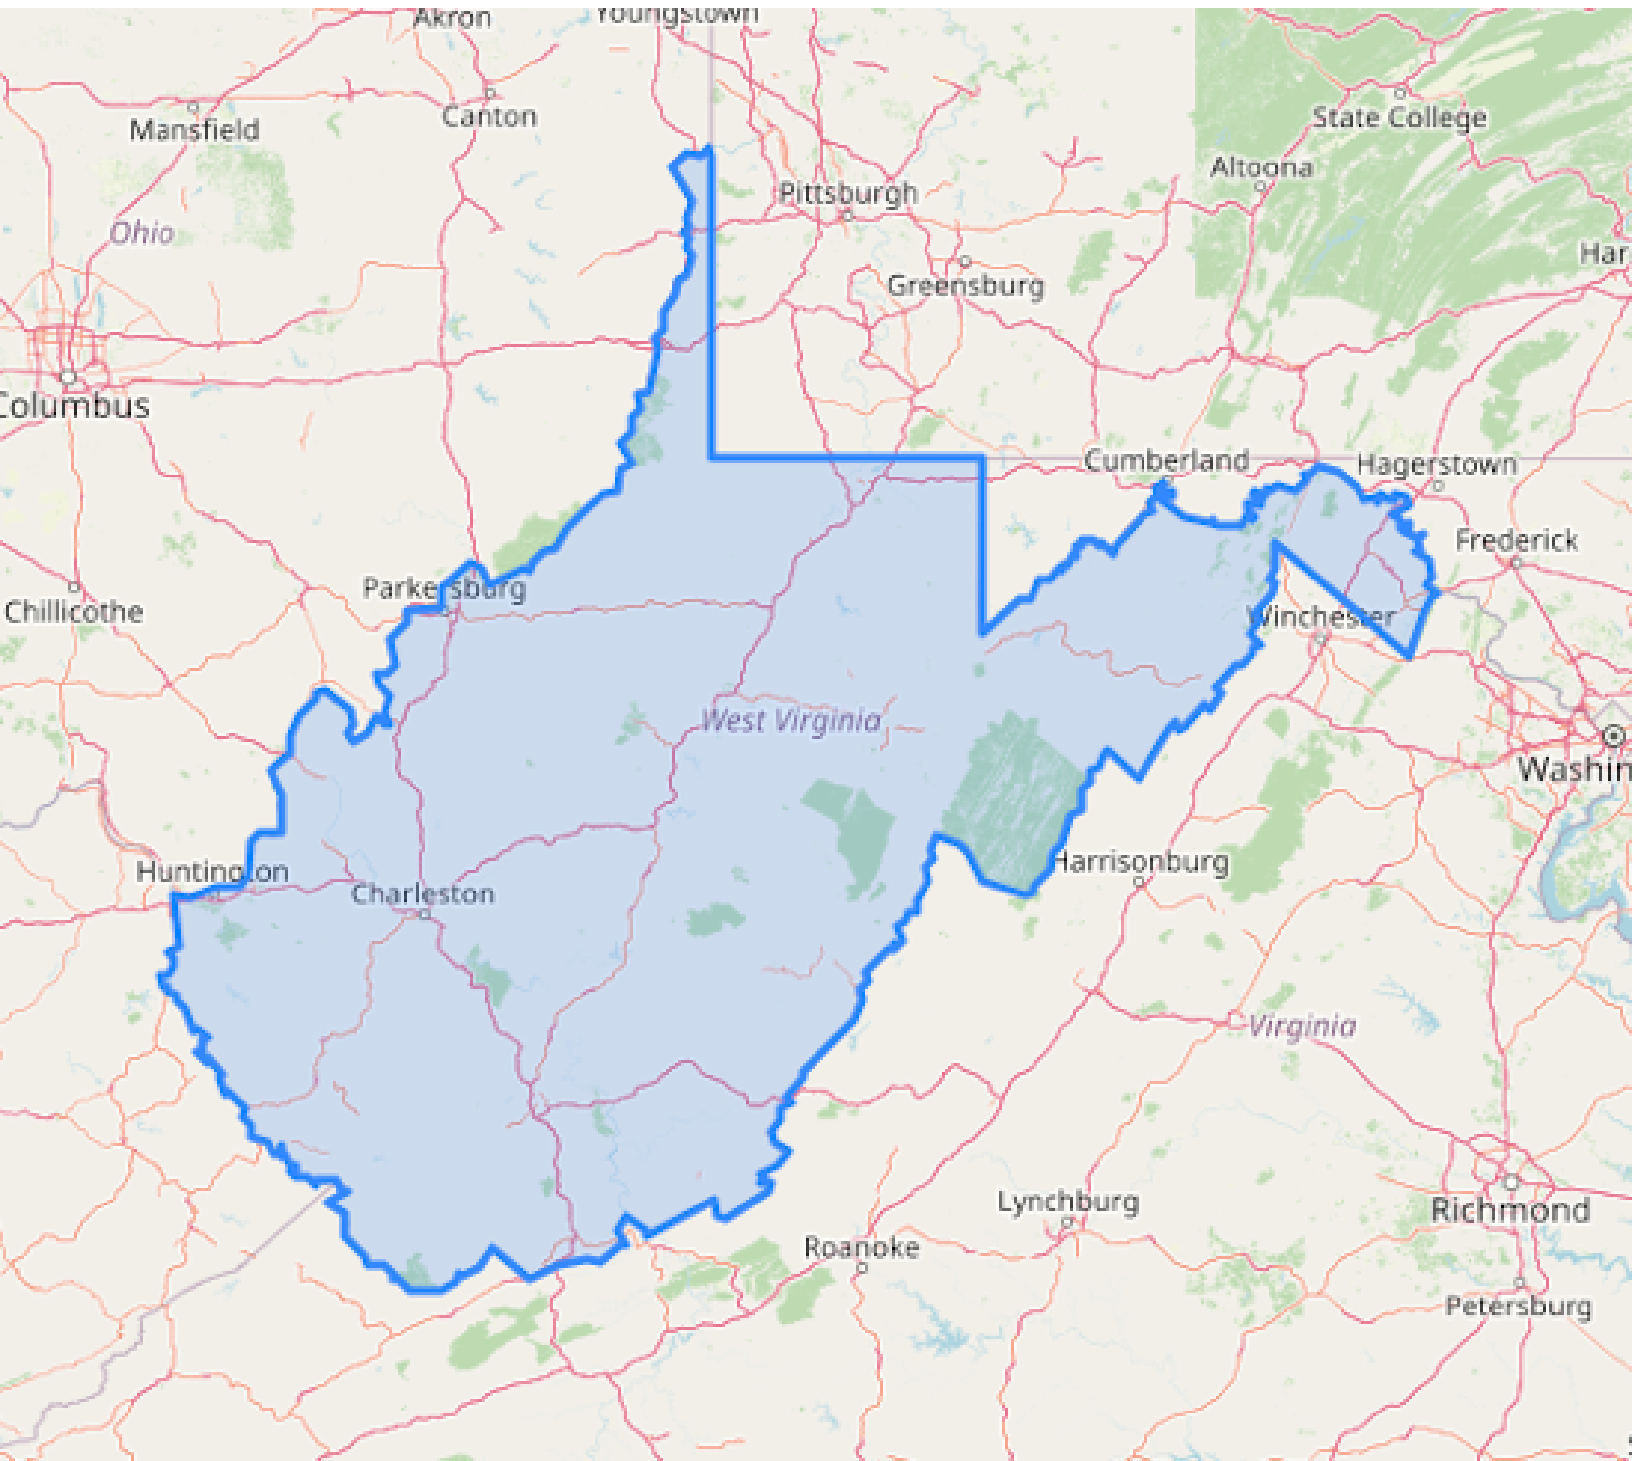 Akron
Youngstown
Mansfield
Canton
State College
Altoona
Pittsburgh
Ohio
Har
Greensburg
Columbus
Cumberland
Hagerstown
Frederick
Parkersburg
Chillicothe
Winchester
West Virginia
Washin
Huntington
Harrisonburg
Charleston
Virginia
Lynchburg
Richmond
Roanoke
Petersburg